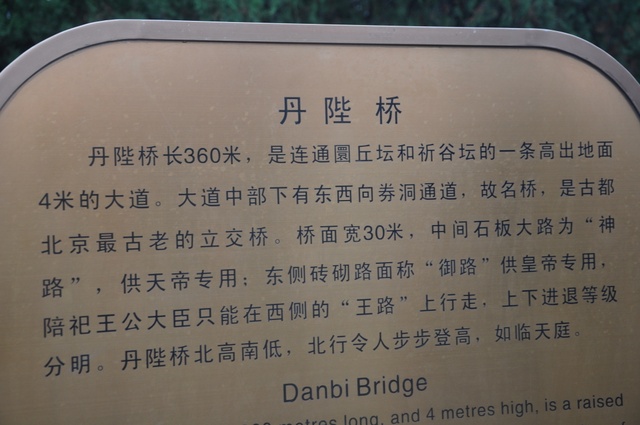 丹陛桥
丹陛桥长360米，是连通圜丘坛和祈谷坛的一条高出地面
4米的大道。大道中部下有东西向券洞通道，故名桥，是古都
北京最古老的立交桥。桥面宽30米，中间石板大路为“神
路”，供天帝专用；东侧砖砌路面称“御路”供皇帝专用，
陪祀王公大臣只能在西侧的“王路”上行走，上下进退等级
分明。丹陛桥北高南低，北行令人步步登高，如临天庭。
Danbi Bridge
metres long, and 4 metres high, is a raised